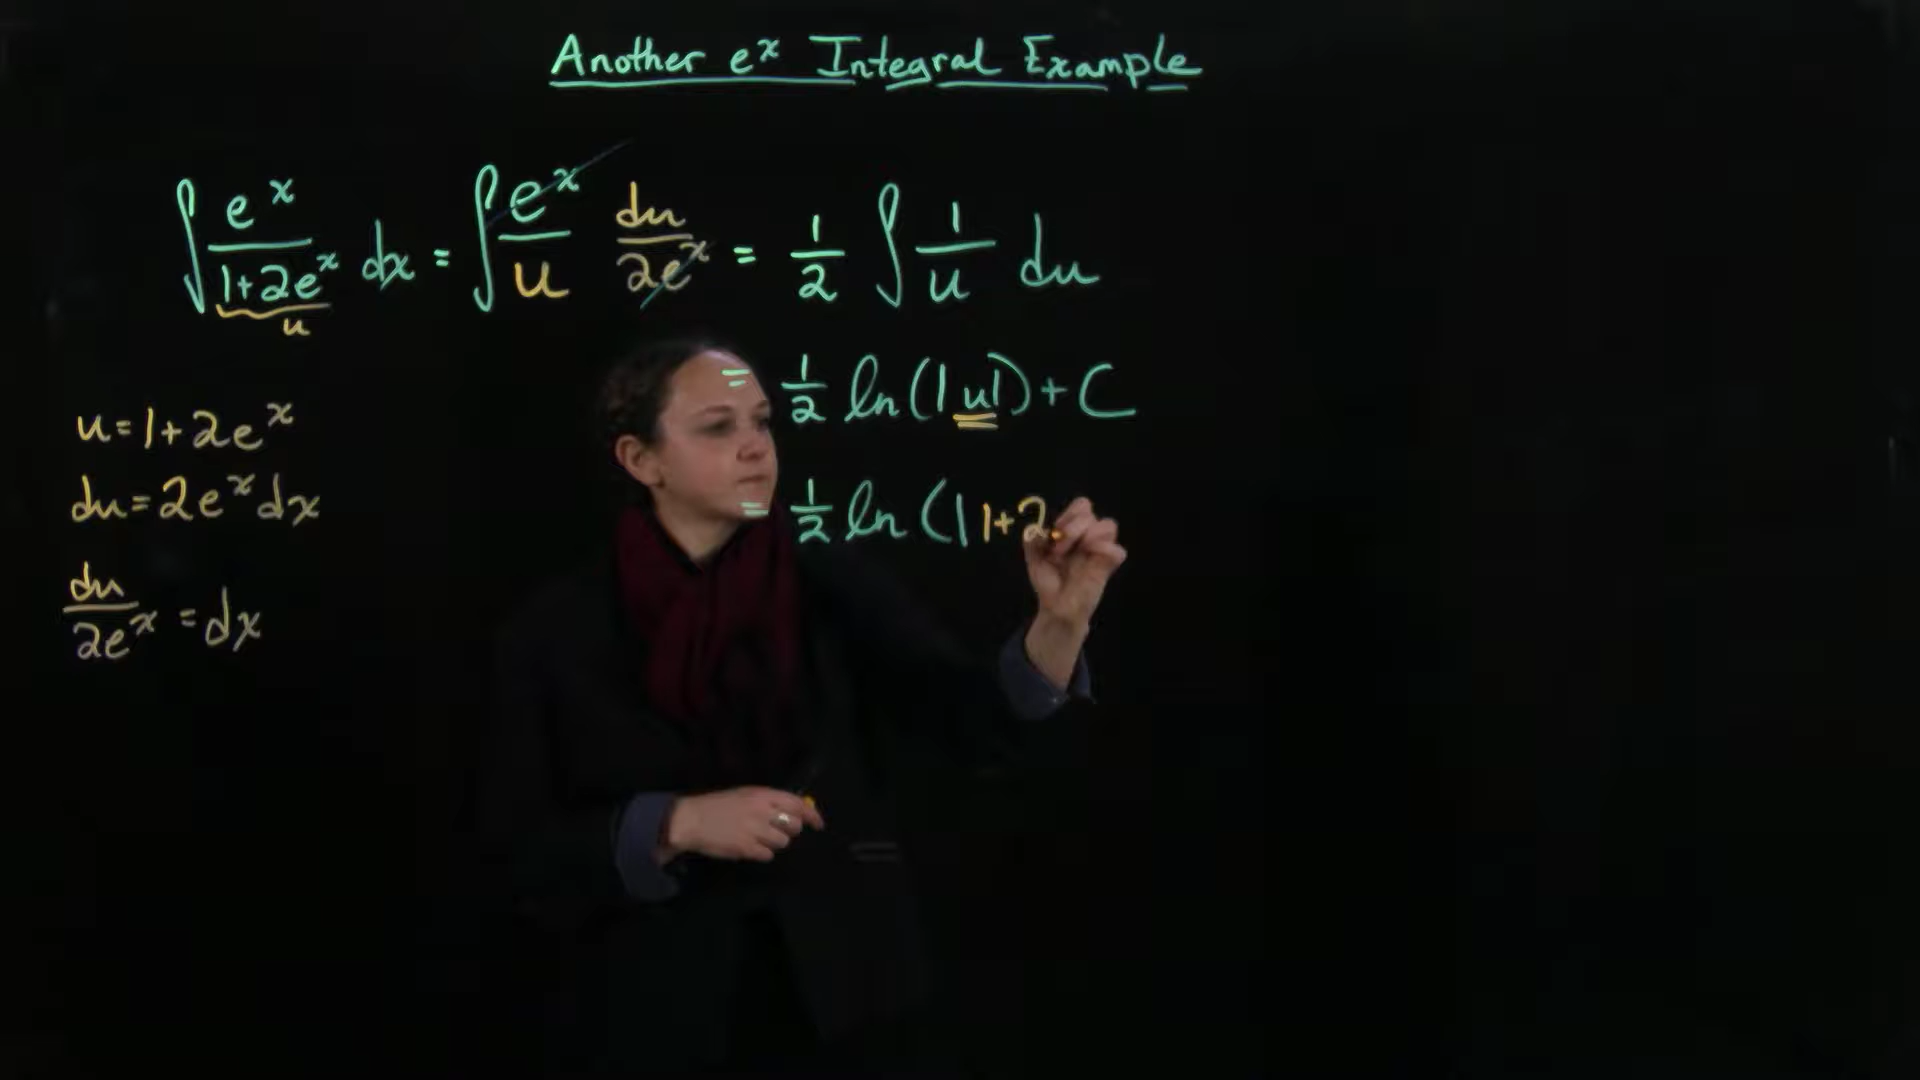 Another e^x Integral Example
∫ e^x/(1+2e^x) dx = ∫ e^x/u du/(2e^x) = 1/2 ∫ 1/u du
u
= 1/2 ln(|u|) + C
u = 1+2e^x
du = 2e^x dx
= 1/2 ln(|1+2
du/(2e^x) = dx